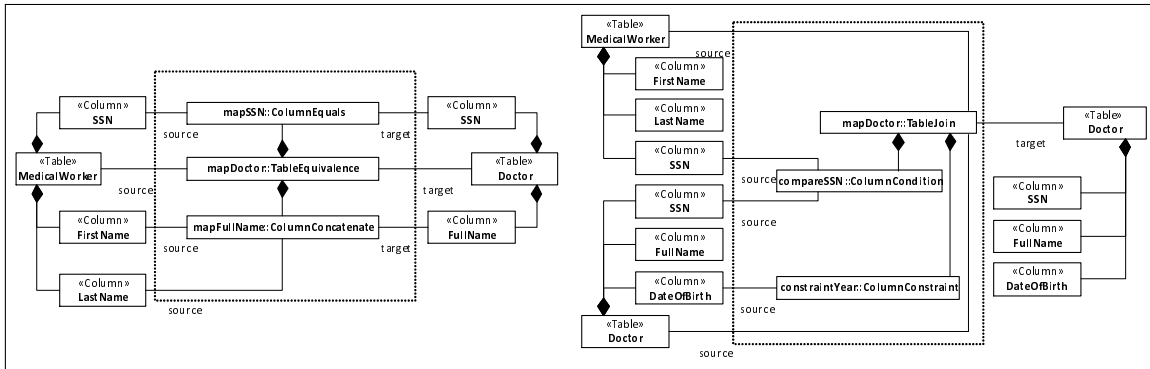 «Column»
SSN
mapSSN::ColumnEquals
«Column»
SSN
source
target
«Table»
MedicalWorker
mapDoctor::TableEquivalence
«Table»
Doctor
source
target
«Column»
FirstName
mapFullName::ColumnConcatenate
«Column»
FullName
source
target
«Column»
LastName
source
«Table»
MedicalWorker
source
«Column»
FirstName
«Column»
LastName
mapDoctor::TableJoin
«Table»
Doctor
target
«Column»
SSN
source
compareSSN::ColumnCondition
«Column»
SSN
source
«Column»
SSN
«Column»
FullName
«Column»
FullName
«Column»
DateOfBirth
constraintYear::ColumnConstraint
«Column»
DateOfBirth
source
«Table»
Doctor
source